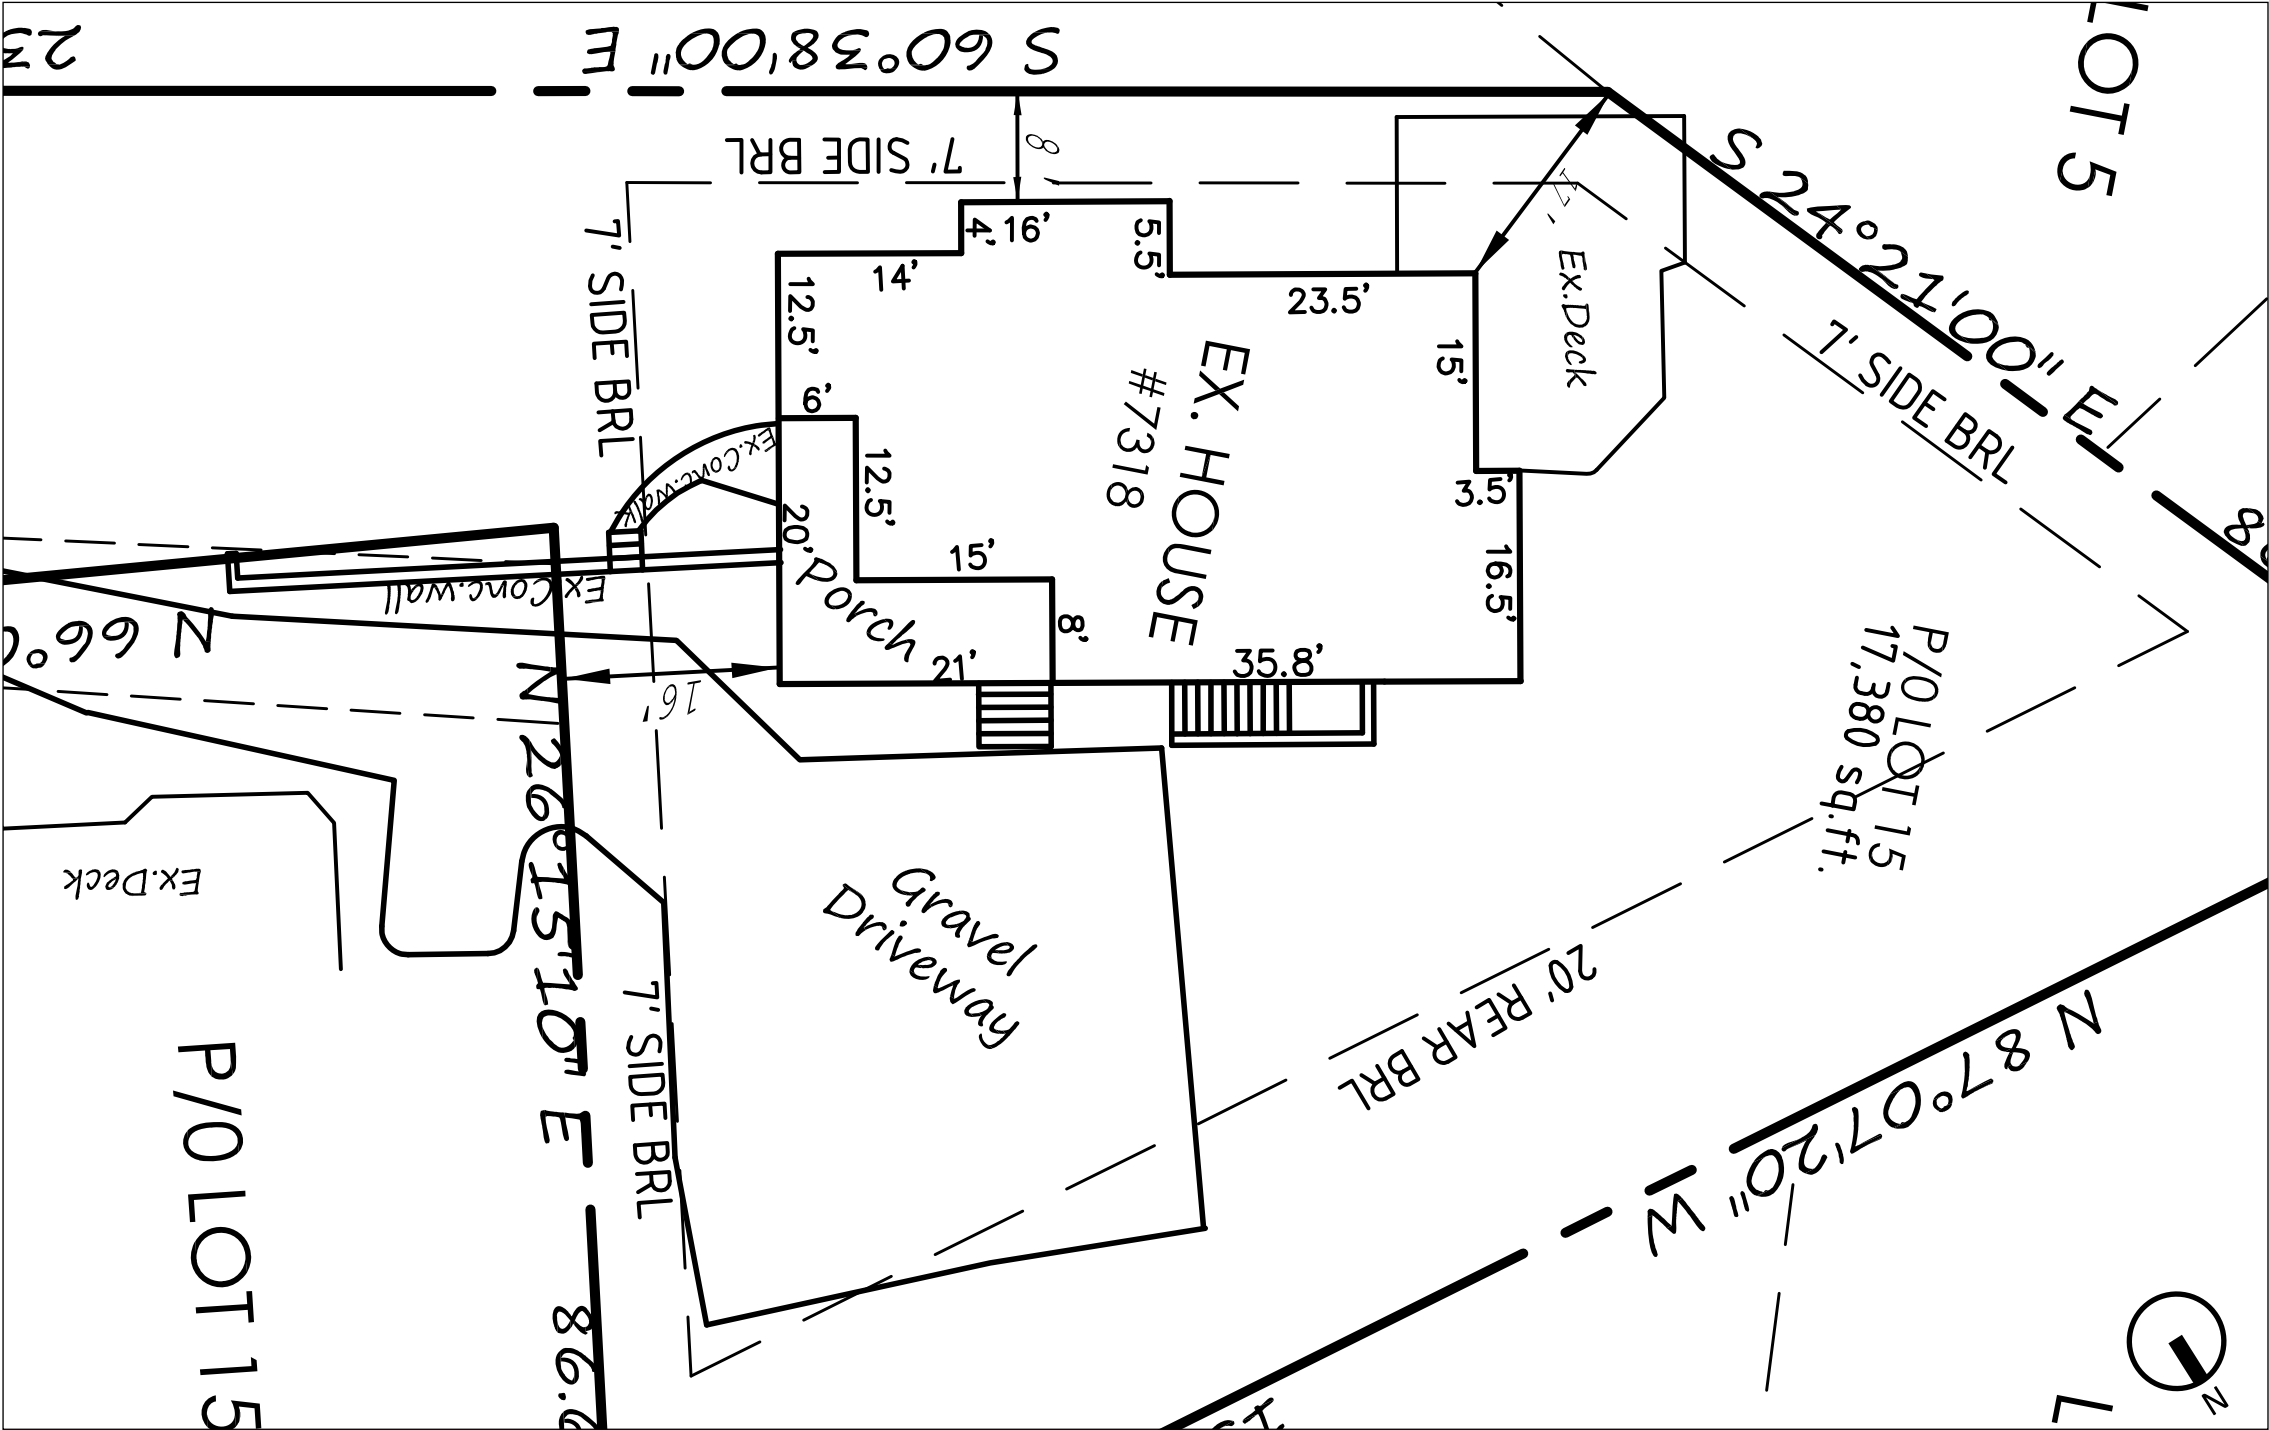 S 60°38'00" E
23
LOT 5
7' SIDE BRL
8'
S 24°21'00" E
17'
7' SIDE BRL
4'
16'
5.5'
14'
12.5'
23.5'
Ex.Deck
15'
7' SIDE BRL
6'
EX. HOUSE
#7318
Ex.Conc.walk
12.5'
20'
3.5'
15'
16.5'
Ex.Conc.wall
Porch
8'
N 66°0
21'
35.8'
16'
P/O LOT 15
17,380 sq.ft.
N 26°15'10" E
Ex.Deck
Gravel
Driveway
20' REAR BRL
7' SIDE BRL
N 87°07'20" W
P/O LOT 15
86.6
L
N